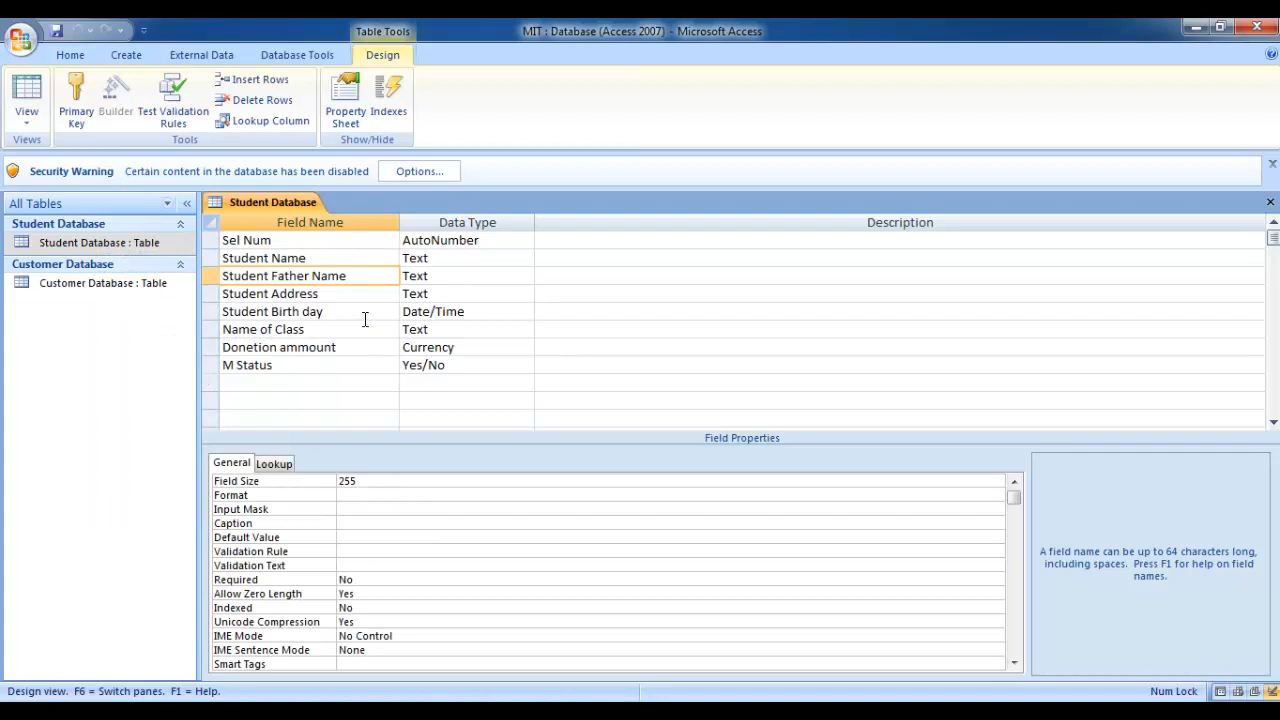 Table Tools
MIT : Database (Access 2007) - Microsoft Access
Home Create External Data Database Tools Design
View
Primary Key
Builder
Test Validation Rules
Insert Rows
Delete Rows
Lookup Column
Property Sheet
Indexes
Views Tools Show/Hide
Security Warning Certain content in the database has been disabled Options...
All Tables
Student Database
Student Database : Table
Customer Database
Customer Database : Table
Student Database
Field Name Data Type Description
Sel Num AutoNumber
Student Name Text
Student Father Name Text
Student Address Text
Student Birth day Date/Time
Name of Class Text
Donetion ammount Currency
M Status Yes/No
Field Properties
General Lookup
Field Size 255
Format
Input Mask
Caption
Default Value
Validation Rule
Validation Text
Required No
Allow Zero Length Yes
Indexed No
Unicode Compression Yes
IME Mode No Control
IME Sentence Mode None
Smart Tags
A field name can be up to 64 characters long,
including spaces. Press F1 for help on field
names.
Design view. F6 = Switch panes. F1 = Help.
Num Lock